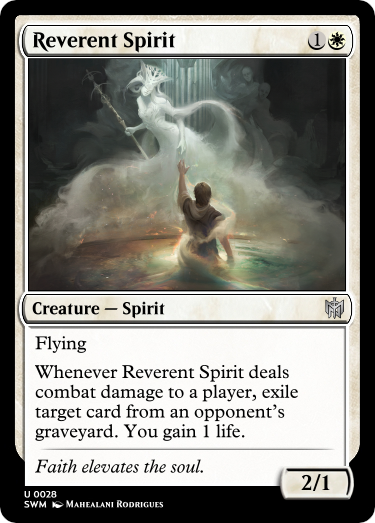 Reverent Spirit 1
Creature — Spirit
Flying
Whenever Reverent Spirit deals
combat damage to a player, exile
target card from an opponent's
graveyard. You gain 1 life.
Faith elevates the soul.
2/1
U 0028
SWM Mahealani Rodrigues